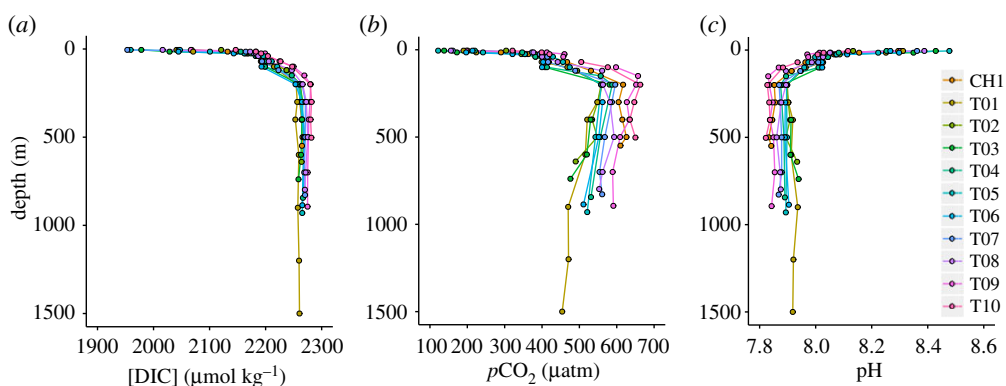 (a)
(b)
(c)
0
500
1000
1500
depth (m)
1900
2000
2100
2200
2300
[DIC] (µmol kg⁻¹)
0
500
1000
1500
100
200
300
400
500
600
700
pCO₂ (µatm)
0
500
1000
1500
7.8
8.0
8.2
8.4
8.6
pH
CH1
T01
T02
T03
T04
T05
T06
T07
T08
T09
T10